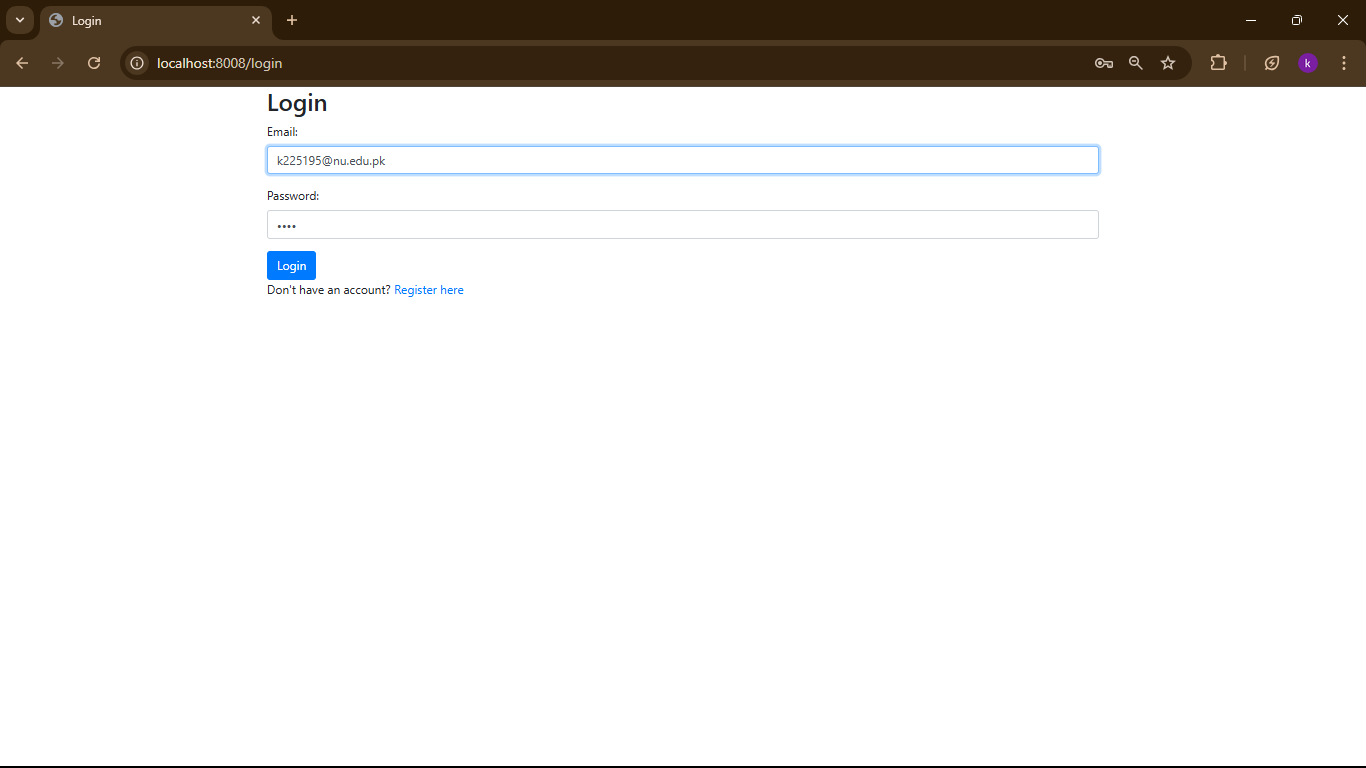 Login
localhost:8008/login
k
Login
Email:
k225195@nu.edu.pk
Password:
••••
Login
Don't have an account? Register here